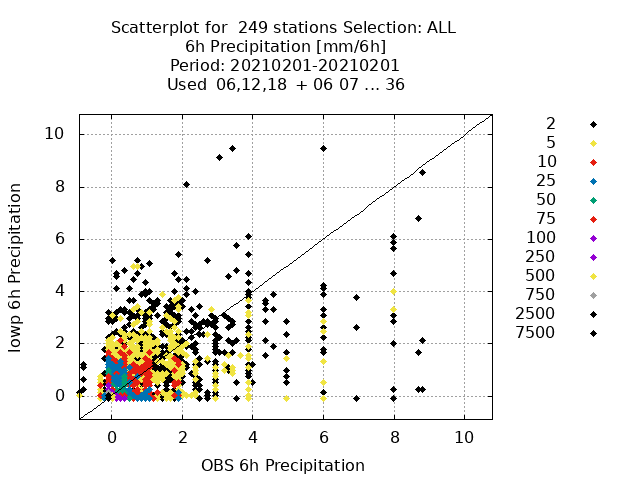 Scatterplot for  249 stations Selection: ALL
6h Precipitation [mm/6h]
Period: 20210201-20210201
Used  06,12,18  + 06 07 ... 36
10
8
6
4
2
0
0 2 4 6 8 10
Iowp 6h Precipitation
OBS 6h Precipitation
2
5
10
25
50
75
100
250
500
750
2500
7500